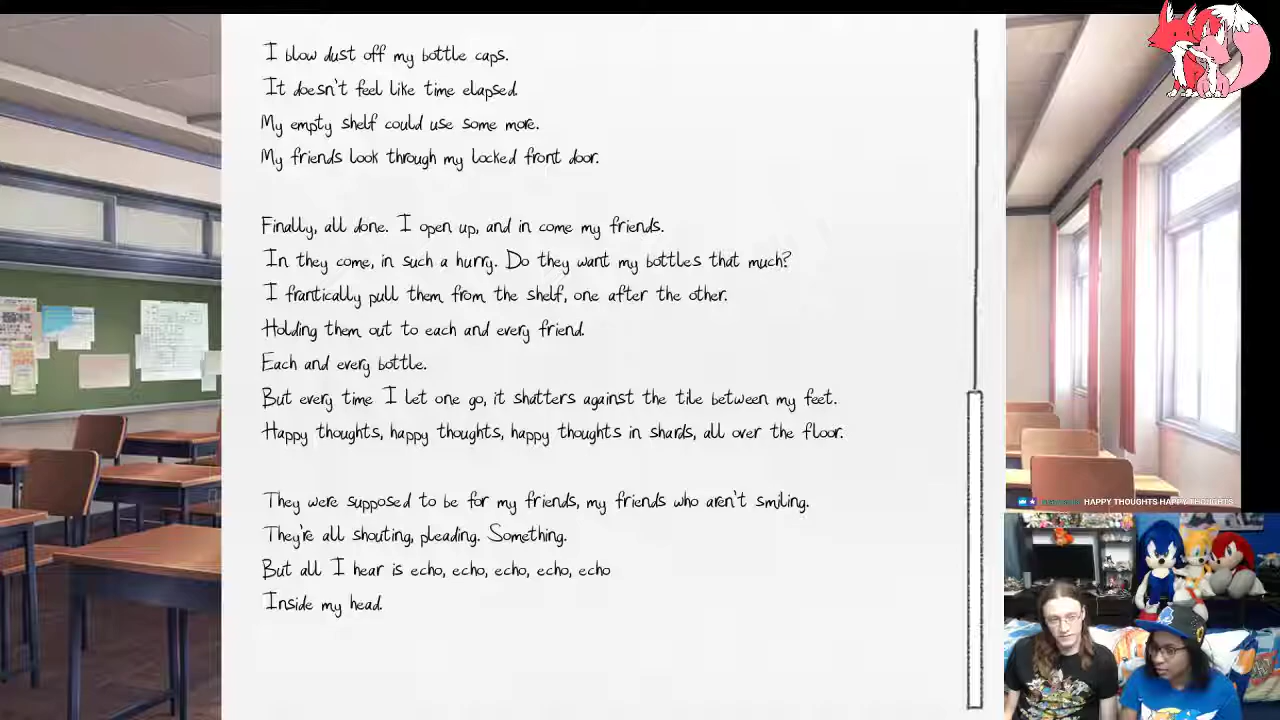 I blow dust off my bottle caps.
It doesn't feel like time elapsed.
My empty shelf could use some more.
My friends look through my locked front door.
Finally, all done. I open up, and in come my friends.
In they come, in such a hurry. Do they want my bottles that much?
I frantically pull them from the shelf, one after the other.
Holding them out to each and every friend.
Each and every bottle.
But every time I let one go, it shatters against the tile between my feet.
Happy thoughts, happy thoughts, happy thoughts in shards, all over the floor.
They were supposed to be for my friends, my friends who aren't smiling.
They're all shouting, pleading. Something.
But all I hear is echo, echo, echo, echo, echo
Inside my head.
HAPPY THOUGHTS HAPPY THOUGHTS